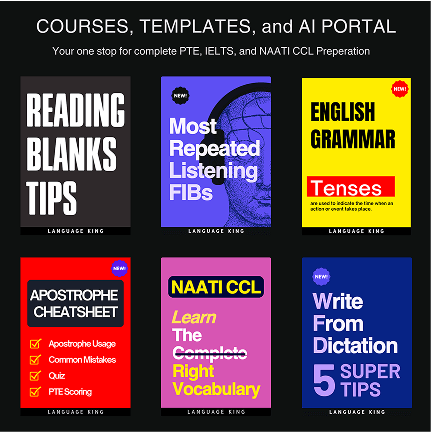 COURSES, TEMPLATES, and AI PORTAL
Your one stop for complete PTE, IELTS, and NAATI CCL Preperation
READING
BLANKS
TIPS
LANGUAGE KING
NEW!
Most
Repeated
Listening
FIBs
LANGUAGE KING
NEW!
ENGLISH
GRAMMAR
Tenses
are used to indicate the time when an
action or event takes place.
LANGUAGE KING
NEW!
APOSTROPHE
CHEATSHEET
Apostrophe Usage
Common Mistakes
Quiz
PTE Scoring
LANGUAGE KING
NAATI CCL
Learn
The
Complete
Right
Vocabulary
LANGUAGE KING
NEW!
Write
From
Dictation
5 SUPER
TIPS
LANGUAGE KING